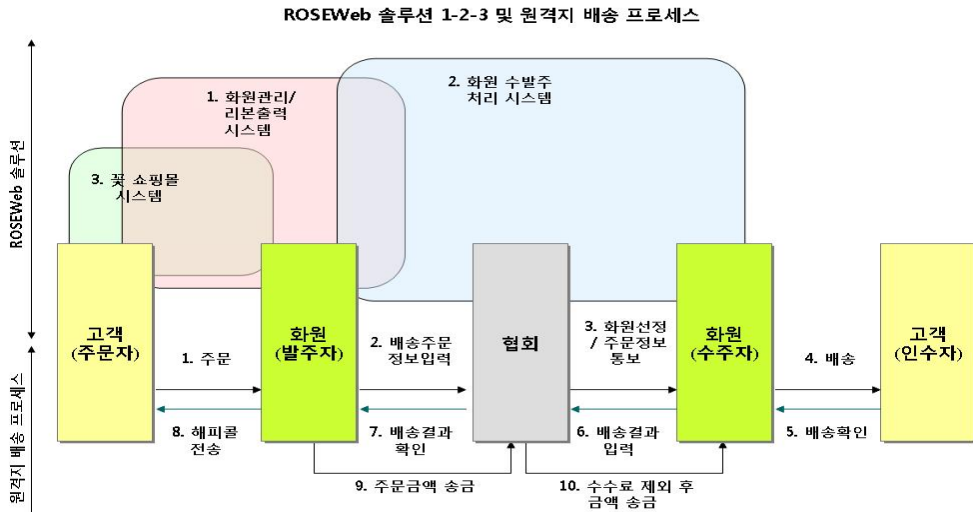 ROSEWeb 솔루션 1-2-3 및 원격지 배송 프로세스
ROSEWeb 솔루션
1. 화원관리/
리본출력
시스템
2. 화원 수발주
처리 시스템
3. 꽃 쇼핑몰
시스템
고객
(주문자)
화원
(발주자)
협회
화원
(수주자)
고객
(인수자)
원격지 배송 프로세스
1. 주문
2. 배송주문
정보입력
3. 화원선정
/ 주문정보
통보
4. 배송
8. 해피콜
전송
7. 배송결과
확인
6. 배송결과
입력
5. 배송확인
9. 주문금액 송금
10. 수수료 제외 후
금액 송금